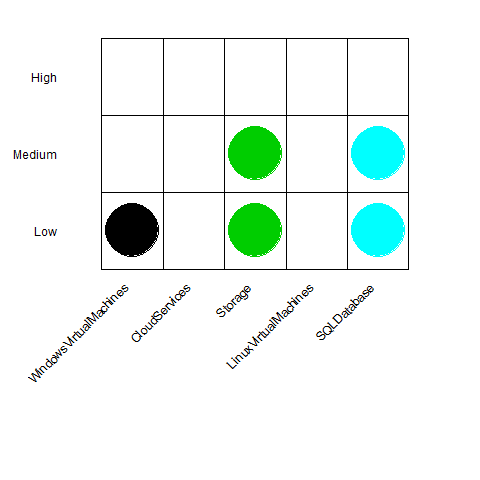 High
Medium
Low
WindowsVirtualMachines
CloudServices
Storage
LinuxVirtualMachines
SQLDatabase